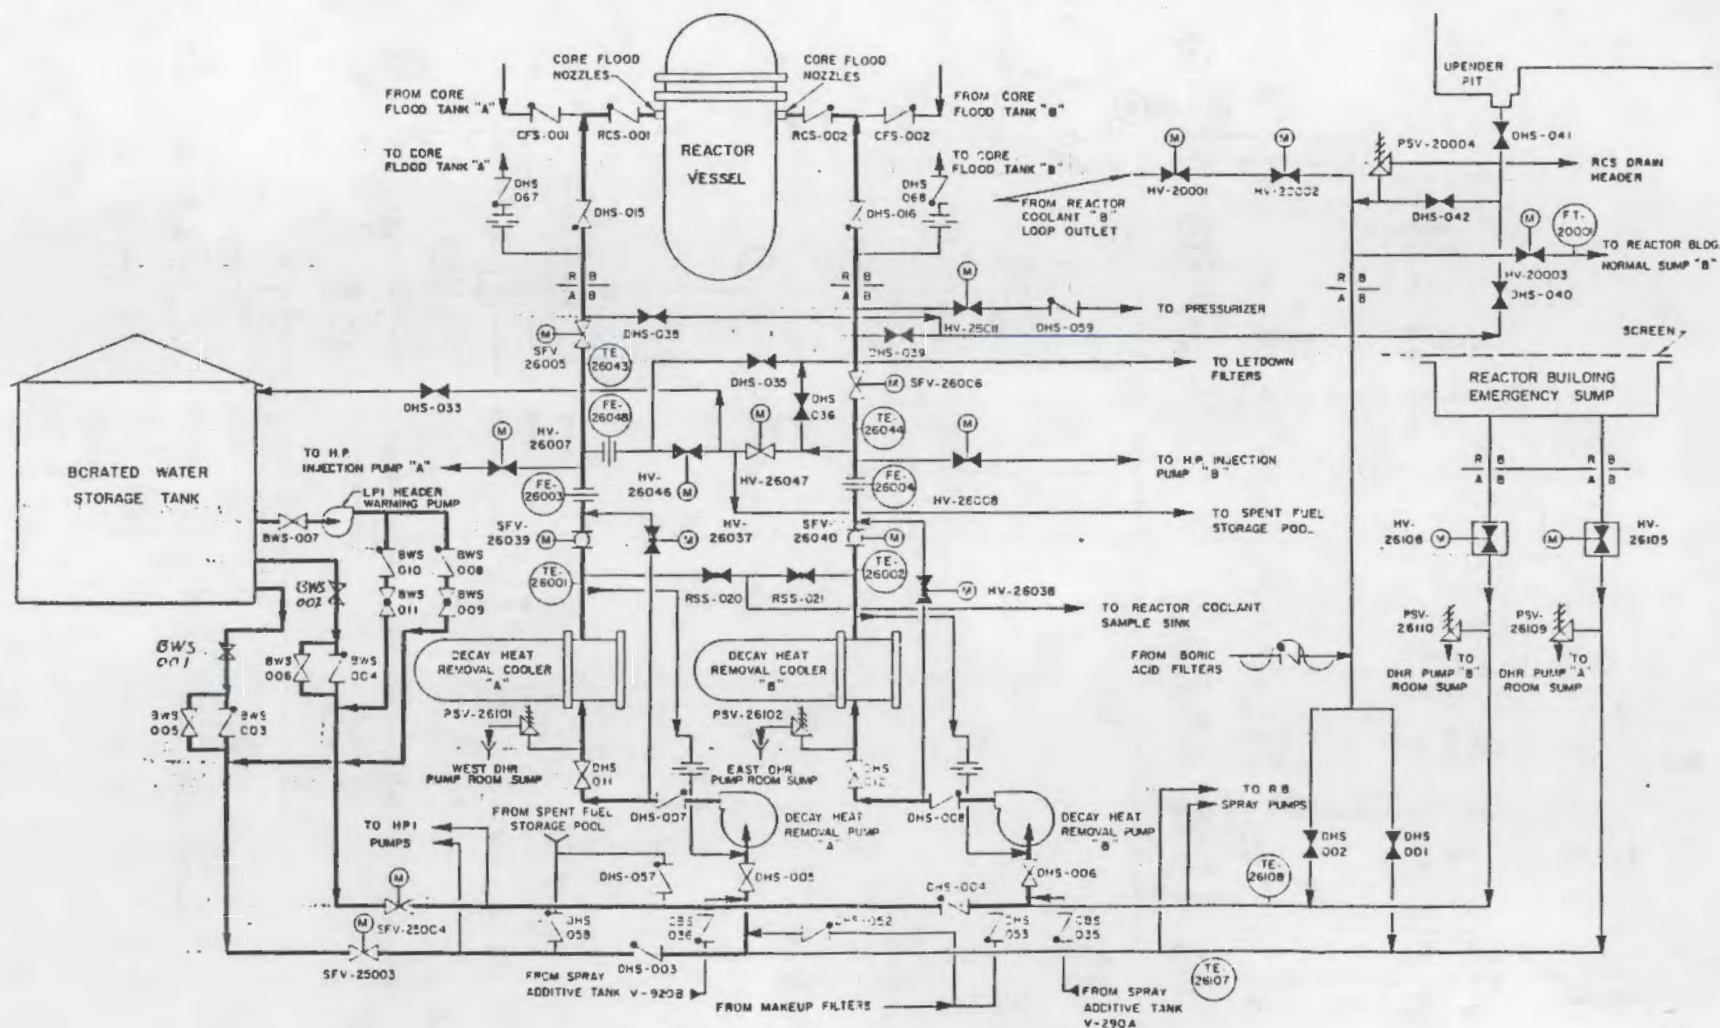 CORE FLOOD
NOZZLES
CORE FLOOD
NOZZLES
FROM CORE
FLOOD TANK "A"
FROM CORE
FLOOD TANK "B"
CFS-001
RCS-001
RCS-002
CFS-002
REACTOR
VESSEL
TO CORE
FLOOD TANK "A"
TO CORE
FLOOD TANK "B"
DHS
067
DHS
068
DHS-015
DHS-016
UPENDER
PIT
DHS-041
PSV-20004
RCS DRAIN
HEADER
M
M
HV-20001
HV-20002
DHS-042
FROM REACTOR
COOLANT "B"
LOOP OUTLET
M
FT-
20001
TO REACTOR BLDG.
NORMAL SUMP "B"
HV-20003
DHS-040
R B
A B
R B
A B
R B
A B
M
TO PRESSURIZER
DHS-038
DHS-059
DHS-039
M
SFV
26005
TE
26043
SCREEN
TO LETDOWN
FILTERS
DHS-035
M
DHS
036
REACTOR BUILDING
EMERGENCY SUMP
DHS-033
FE-
26048
M
TE-
26044
M
HV-
26007
M
TO H.P.
INJECTION PUMP "A"
TO H.P. INJECTION
PUMP "B"
R B
A B
R B
A B
BORATED WATER
STORAGE TANK
LPI HEADER
WARMING PUMP
FE-
26003
HV-
26046
M
HV-26047
FE-
26004
TO SPENT FUEL
STORAGE POOL
BWS-007
SFV-
26039
M
M
HV-
26037
SFV-
26040
M
HV-
26106
M
M
HV-
26105
BWS
010
BWS
008
BWS
002
TE-
26001
TE-
26002
BWS
011
BWS
009
RSS-020
RSS-021
M
HV-26038
TO REACTOR COOLANT
SAMPLE SINK
PSV-
26110
PSV-
26109
BWS
001
BWS
006
BWS
004
DECAY HEAT
REMOVAL COOLER
"A"
DECAY HEAT
REMOVAL COOLER
"B"
FROM BORIC
ACID FILTERS
TO
DHR PUMP "B"
ROOM SUMP
TO
DHR PUMP "A"
ROOM SUMP
BWS
005
BWS
003
PSV-26101
PSV-26102
WEST DHR
PUMP ROOM SUMP
EAST DHR
PUMP ROOM SUMP
DHS
011
FROM SPENT FUEL
STORAGE POOL
DHS-007
DECAY HEAT
REMOVAL PUMP
"A"
DHS-008
DECAY HEAT
REMOVAL PUMP
"B"
TO R.B.
SPRAY PUMPS
TO HPI
PUMPS
DHS
002
DHS
001
DHS-057
DHS-005
DHS-004
DHS-006
TE-
26108
M
M
SFV-25004
DHS
058
CBS
036
DHS-052
DHS
053
CBS
035
SFV-25003
DHS-003
FROM SPRAY
ADDITIVE TANK V-920B
FROM MAKEUP FILTERS
FROM SPRAY
ADDITIVE TANK
V-290A
TE-
26107